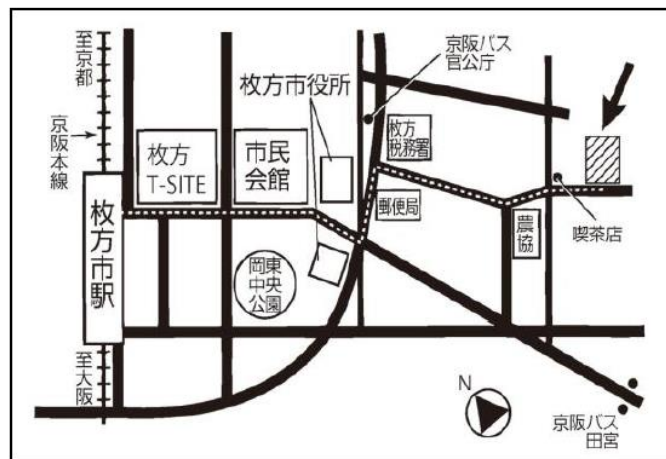 至京都
京阪本線
枚方市駅
至大阪
枚方
T-SITE
市民
会館
枚方市役所
岡東
中央
公園
京阪バス
官公庁
枚方
税務署
郵便局
農協
喫茶店
N
京阪バス
田宮